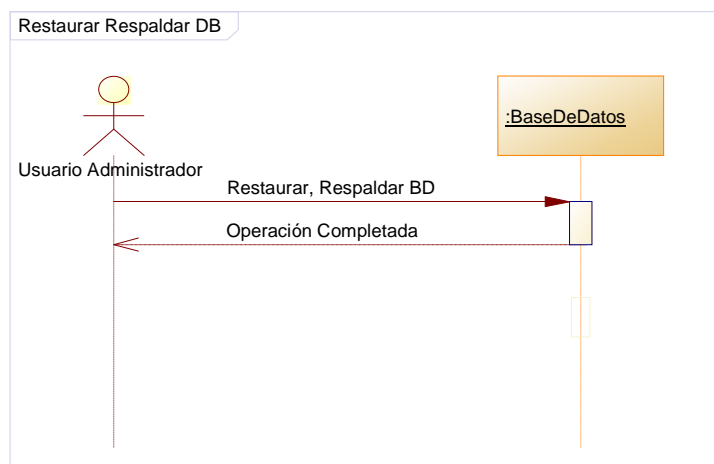 Restaurar Respaldar DB
:BaseDeDatos
Usuario Administrador
Restaurar, Respaldar BD
Operación Completada